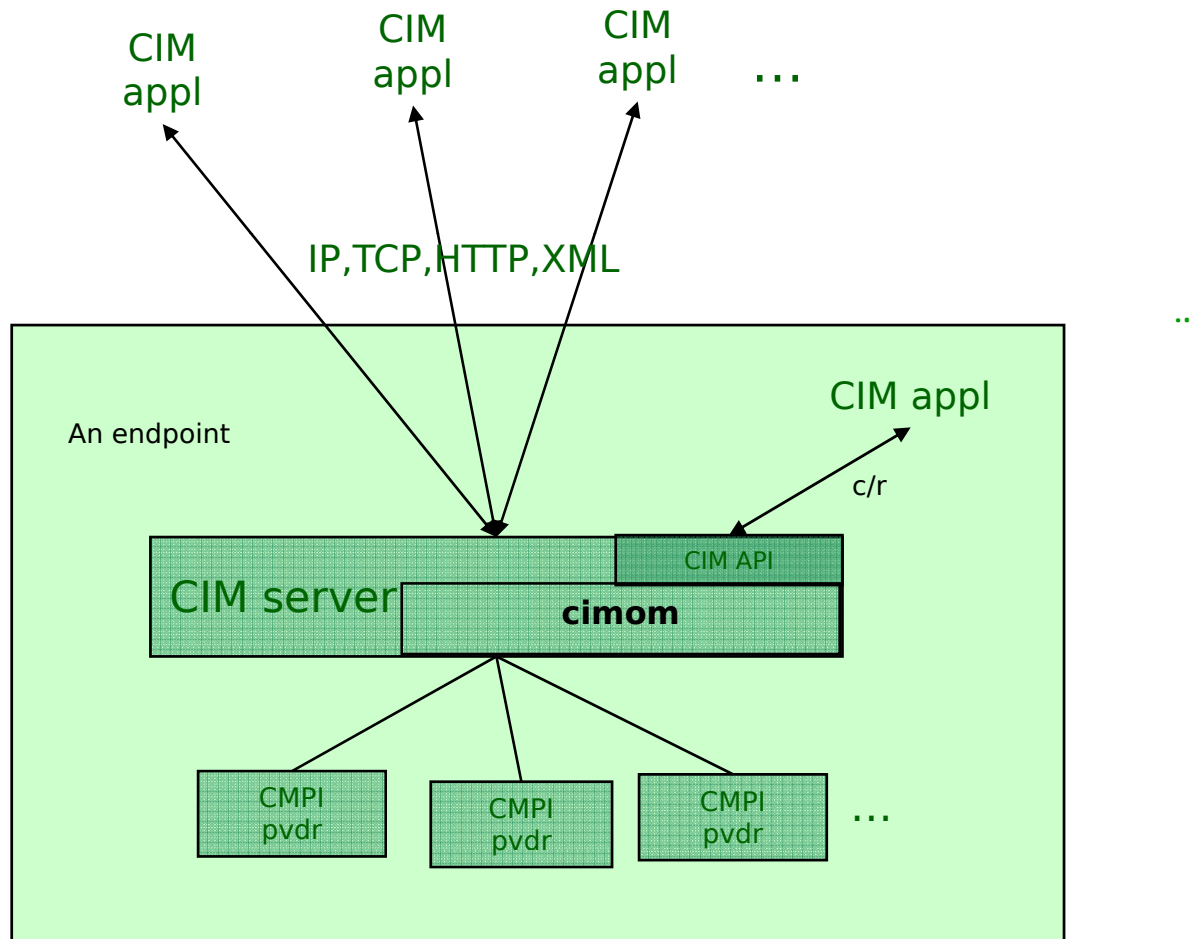 CIM
appl
CIM
appl
CIM
appl
...
IP,TCP,HTTP,XML
..
An endpoint
CIM appl
c/r
CIM API
CIM server
cimom
CMPI
pvdr
CMPI
pvdr
CMPI
pvdr
...